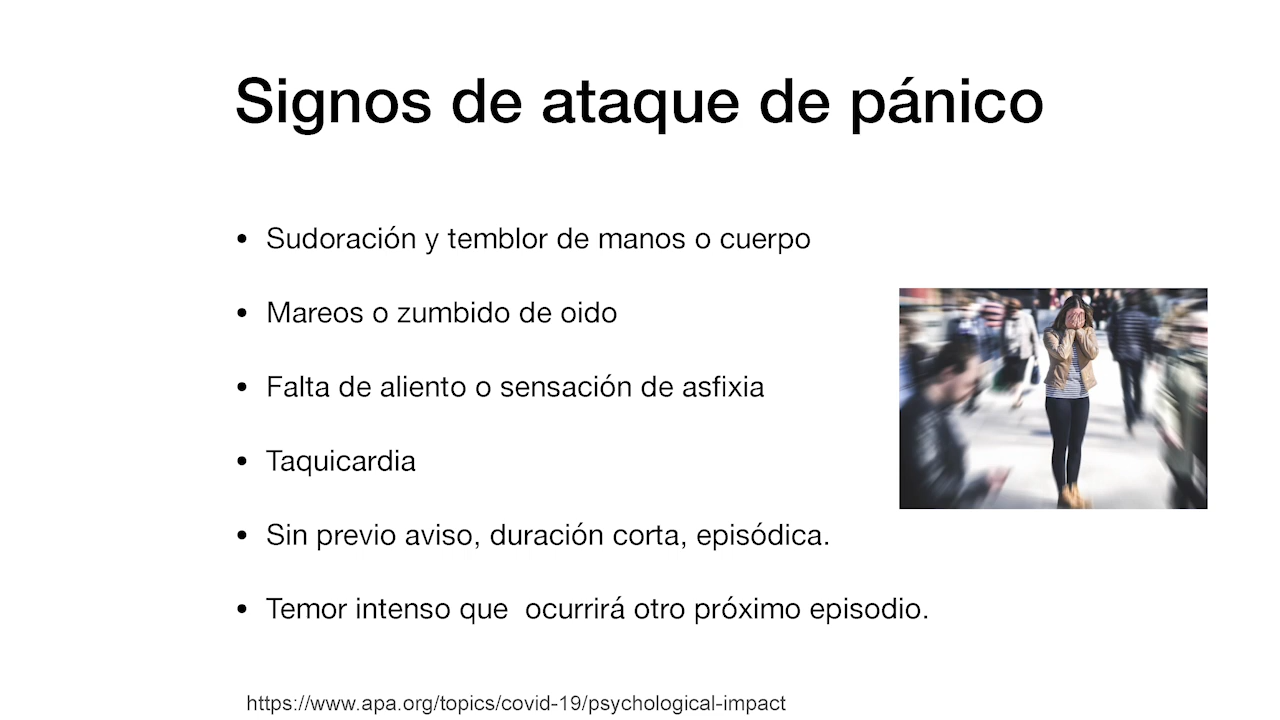 Signos de ataque de pánico
• Sudoración y temblor de manos o cuerpo
• Mareos o zumbido de oido
• Falta de aliento o sensación de asfixia
• Taquicardia
• Sin previo aviso, duración corta, episódica.
• Temor intenso que  ocurrirá otro próximo episodio.
https://www.apa.org/topics/covid-19/psychological-impact